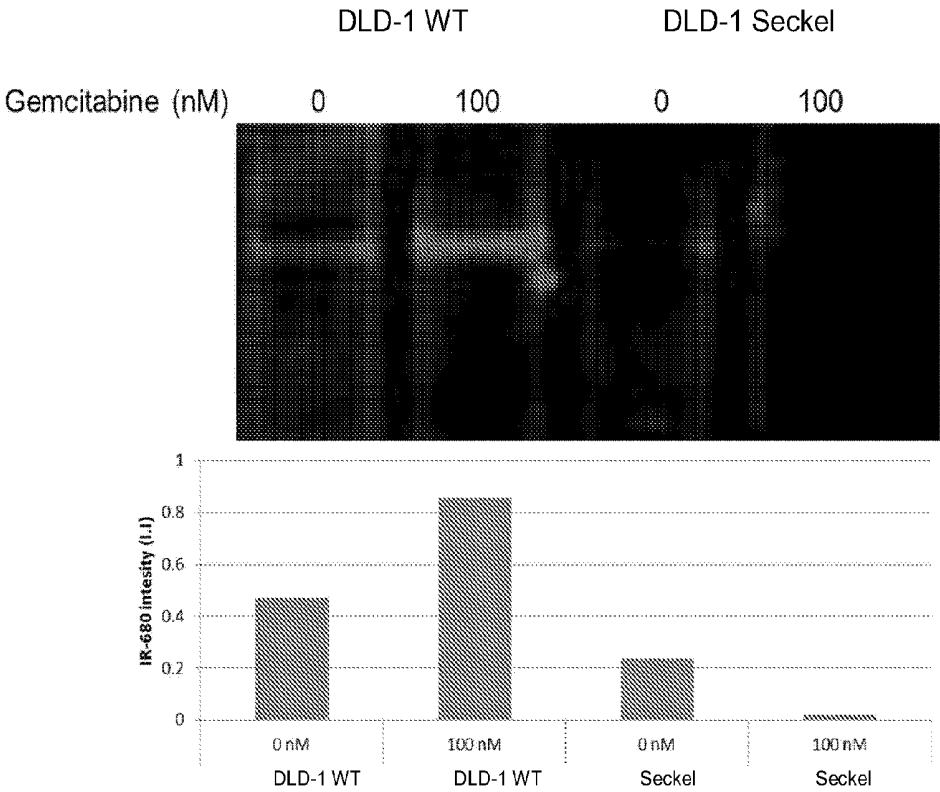 DLD-1 WT DLD-1 Seckel
Gemcitabine (nM) 0 100 0 100
1
0.8
0.6
0.4
0.2
0
IR-680 intesity (I.I)
0 nM 100 nM 0 nM 100 nM
DLD-1 WT DLD-1 WT Seckel Seckel